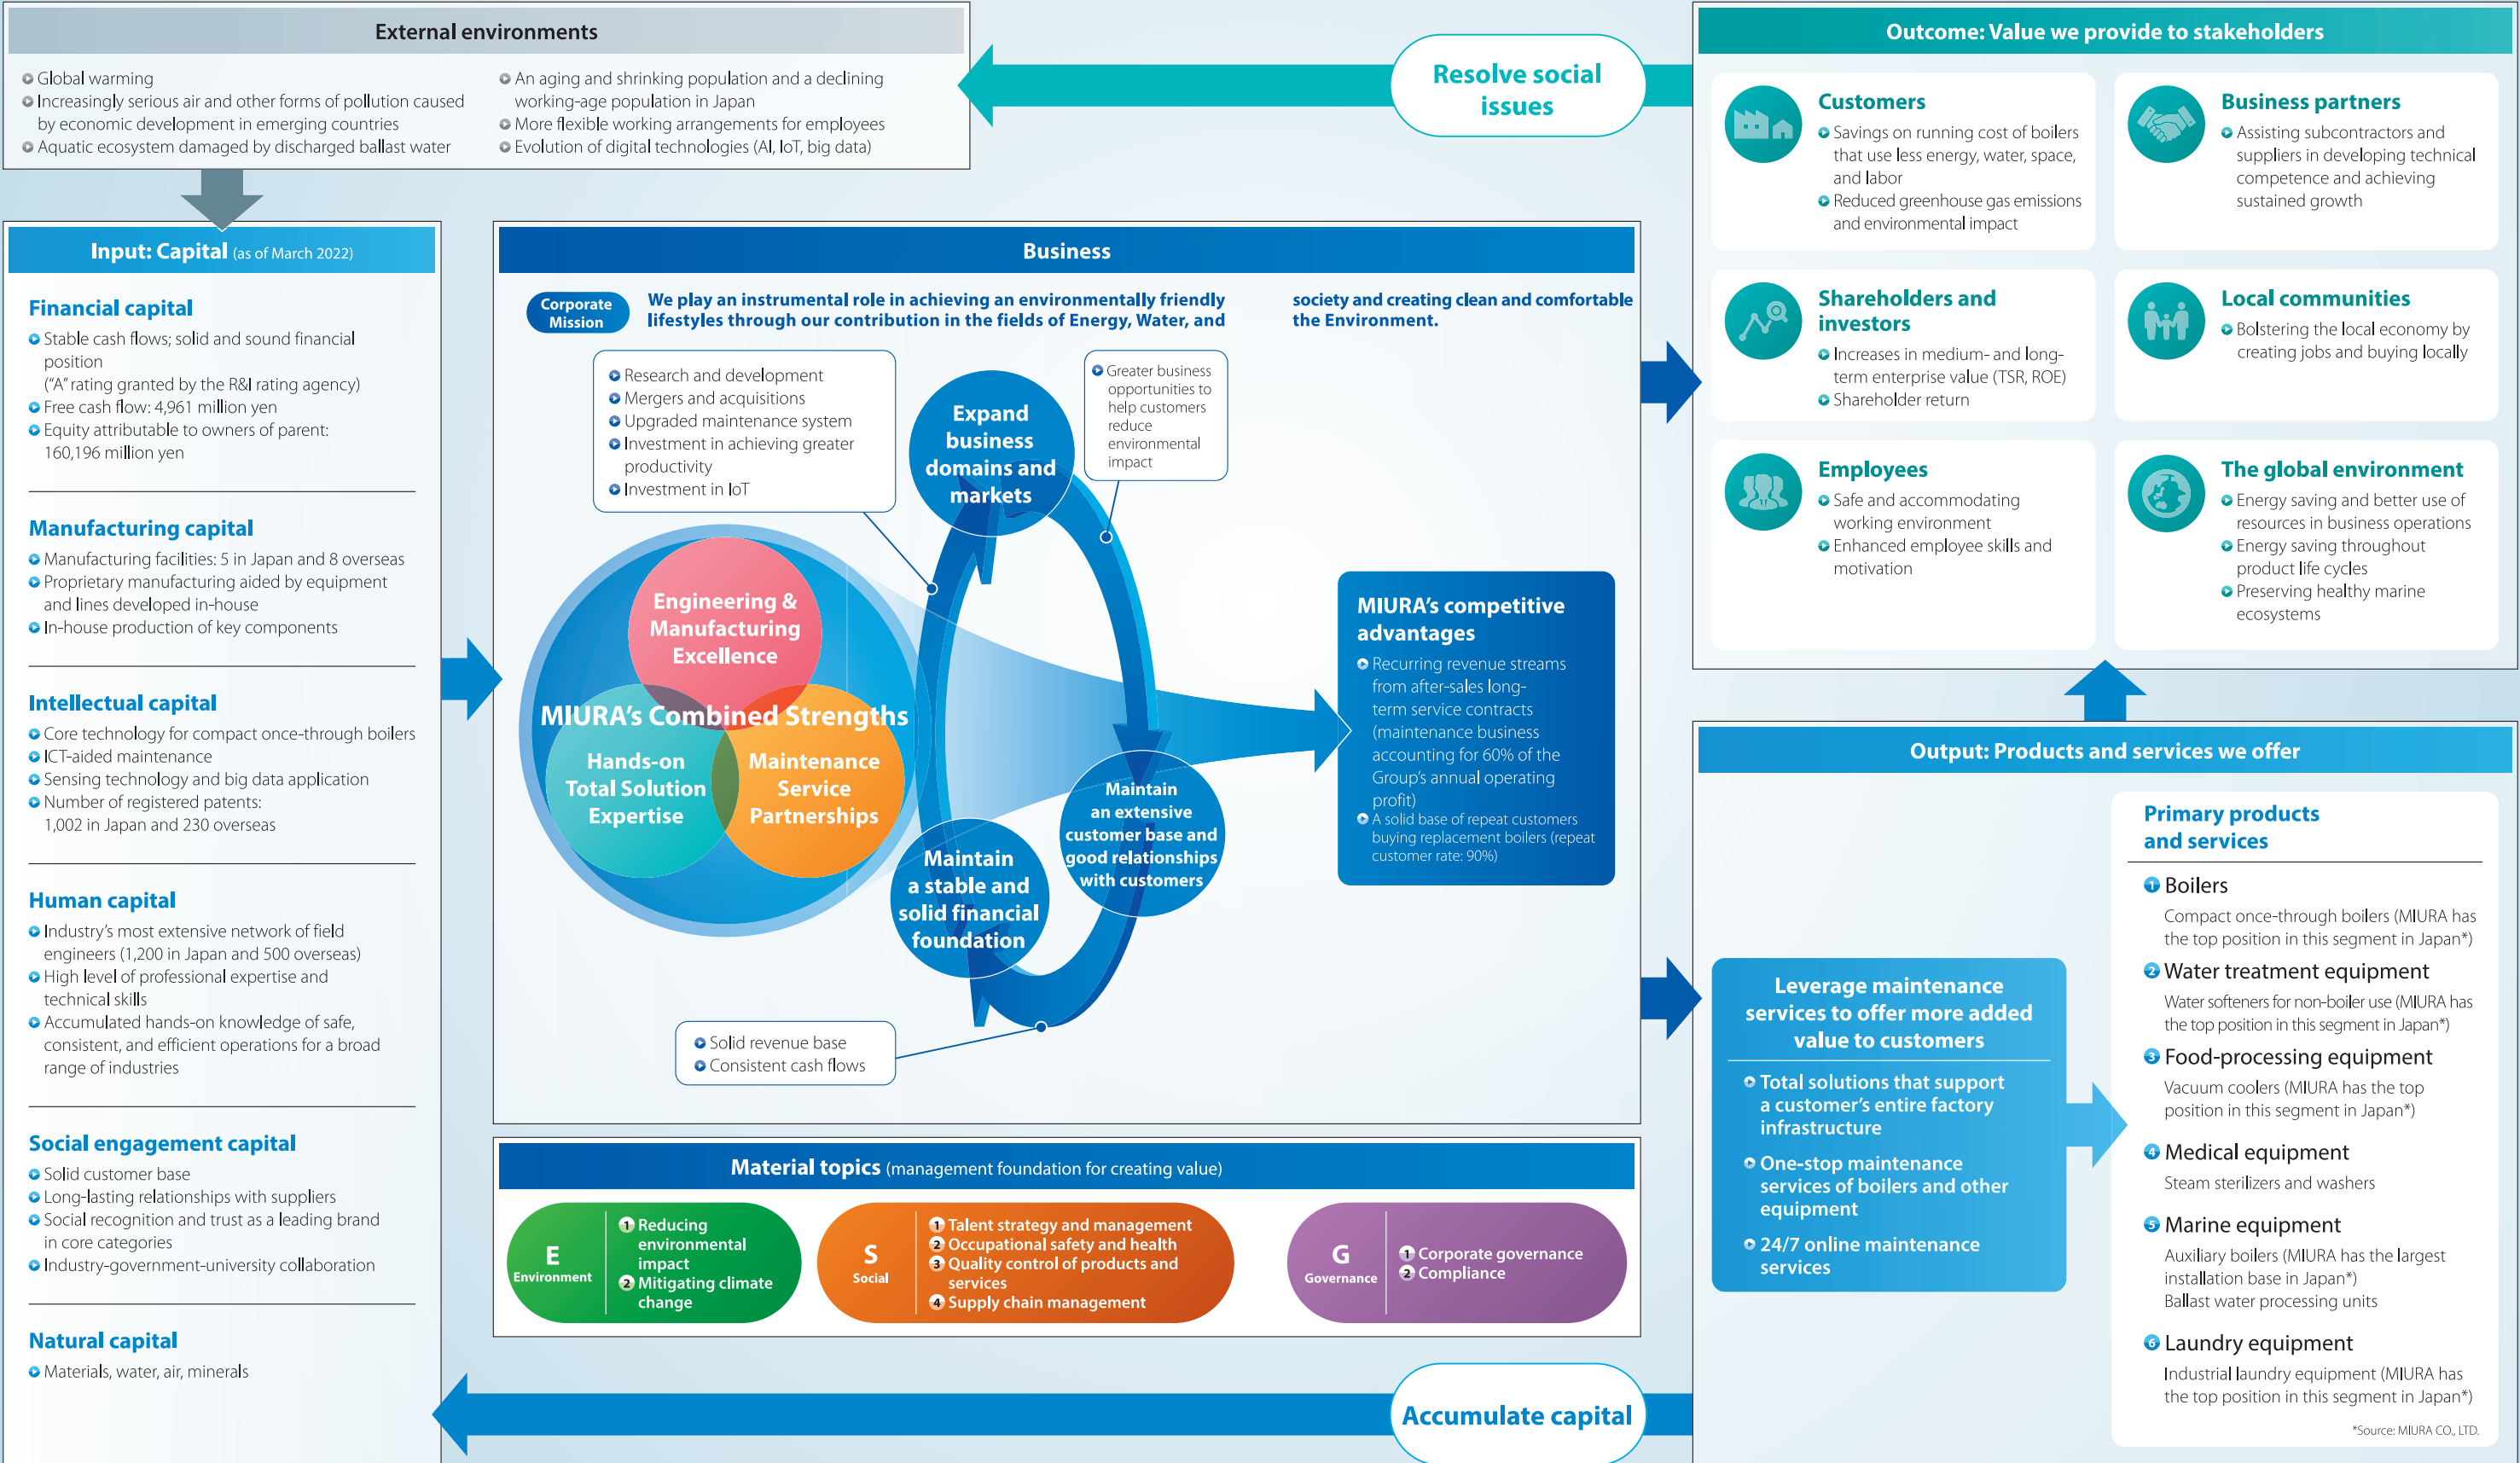 External environments
Global warming
Increasingly serious air and other forms of pollution caused
by economic development in emerging countries
Aquatic ecosystem damaged by discharged ballast water
An aging and shrinking population and a declining
working-age population in Japan
More flexible working arrangements for employees
Evolution of digital technologies (AI, IoT, big data)
Resolve social
issues
Input: Capital (as of March 2022)
Financial capital
Stable cash flows; solid and sound financial
position
("A" rating granted by the R&I rating agency)
Free cash flow: 4,961 million yen
Equity attributable to owners of parent:
160,196 million yen
Manufacturing capital
Manufacturing facilities: 5 in Japan and 8 overseas
Proprietary manufacturing aided by equipment
and lines developed in-house
In-house production of key components
Intellectual capital
Core technology for compact once-through boilers
ICT-aided maintenance
Sensing technology and big data application
Number of registered patents:
1,002 in Japan and 230 overseas
Human capital
Industry's most extensive network of field
engineers (1,200 in Japan and 500 overseas)
High level of professional expertise and
technical skills
Accumulated hands-on knowledge of safe,
consistent, and efficient operations for a broad
range of industries
Social engagement capital
Solid customer base
Long-lasting relationships with suppliers
Social recognition and trust as a leading brand
in core categories
Industry-government-university collaboration
Natural capital
Materials, water, air, minerals
Business
Corporate
Mission
We play an instrumental role in achieving an environmentally friendly society and creating clean and comfortable
lifestyles through our contribution in the fields of Energy, Water, and the Environment.
Research and development
Mergers and acquisitions
Upgraded maintenance system
Investment in achieving greater
productivity
Investment in IoT
Expand
business
domains and
markets
Greater business
opportunities to
help customers
reduce
environmental
impact
Engineering &
Manufacturing
Excellence
MIURA's Combined Strengths
Hands-on
Total Solution
Expertise
Maintenance
Service
Partnerships
Maintain
an extensive
customer base and
good relationships
with customers
Maintain
a stable and
solid financial
foundation
Solid revenue base
Consistent cash flows
MIURA's competitive
advantages
Recurring revenue streams
from after-sales long-
term service contracts
(maintenance business
accounting for 60% of the
Group's annual operating
profit)
A solid base of repeat customers
buying replacement boilers (repeat
customer rate: 90%)
Material topics (management foundation for creating value)
E
Environment
1 Reducing
environmental
impact
2 Mitigating climate
change
S
Social
1 Talent strategy and management
2 Occupational safety and health
3 Quality control of products and
services
4 Supply chain management
G
Governance
1 Corporate governance
2 Compliance
Accumulate capital
Outcome: Value we provide to stakeholders
Customers
Savings on running cost of boilers
that use less energy, water, space,
and labor
Reduced greenhouse gas emissions
and environmental impact
Business partners
Assisting subcontractors and
suppliers in developing technical
competence and achieving
sustained growth
Shareholders and
investors
Increases in medium- and long-
term enterprise value (TSR, ROE)
Shareholder return
Local communities
Bolstering the local economy by
creating jobs and buying locally
Employees
Safe and accommodating
working environment
Enhanced employee skills and
motivation
The global environment
Energy saving and better use of
resources in business operations
Energy saving throughout
product life cycles
Preserving healthy marine
ecosystems
Output: Products and services we offer
Leverage maintenance
services to offer more added
value to customers
Total solutions that support
a customer's entire factory
infrastructure
One-stop maintenance
services of boilers and other
equipment
24/7 online maintenance
services
Primary products
and services
1 Boilers
Compact once-through boilers (MIURA has
the top position in this segment in Japan*)
2 Water treatment equipment
Water softeners for non-boiler use (MIURA has
the top position in this segment in Japan*)
3 Food-processing equipment
Vacuum coolers (MIURA has the top
position in this segment in Japan*)
4 Medical equipment
Steam sterilizers and washers
5 Marine equipment
Auxiliary boilers (MIURA has the largest
installation base in Japan*)
Ballast water processing units
6 Laundry equipment
Industrial laundry equipment (MIURA has
the top position in this segment in Japan*)
*Source: MIURA CO., LTD.